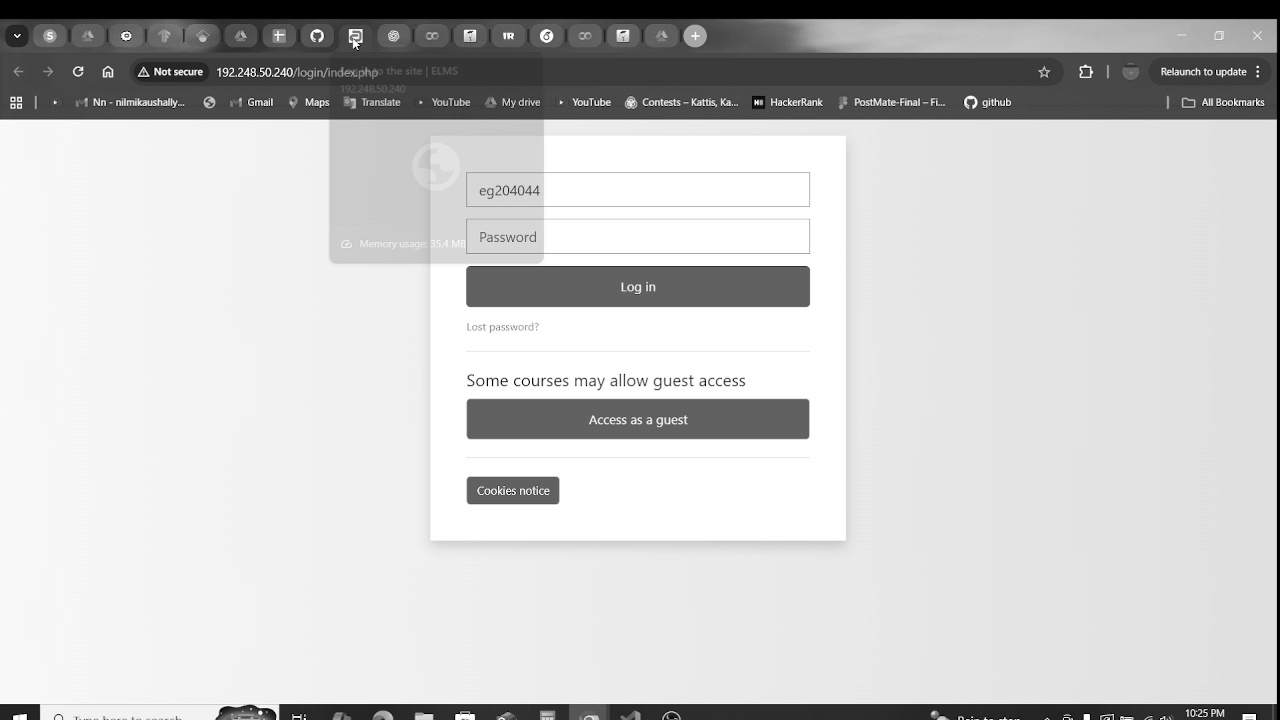 Not secure
192.248.50.240/login/index.php
Relaunch to update
to the site | ELMS
192.248.50.240
Nn - nilmikaushally...
Gmail
Maps
Translate
YouTube
My drive
YouTube
Contests – Kattis, Ka...
HackerRank
PostMate-Final – Fi...
github
All Bookmarks
eg204044
Memory usage: 35.4 MB
Password
Log in
Lost password?
Some courses may allow guest access
Access as a guest
Cookies notice
Type here to search
Rain to stop
10:25 PM